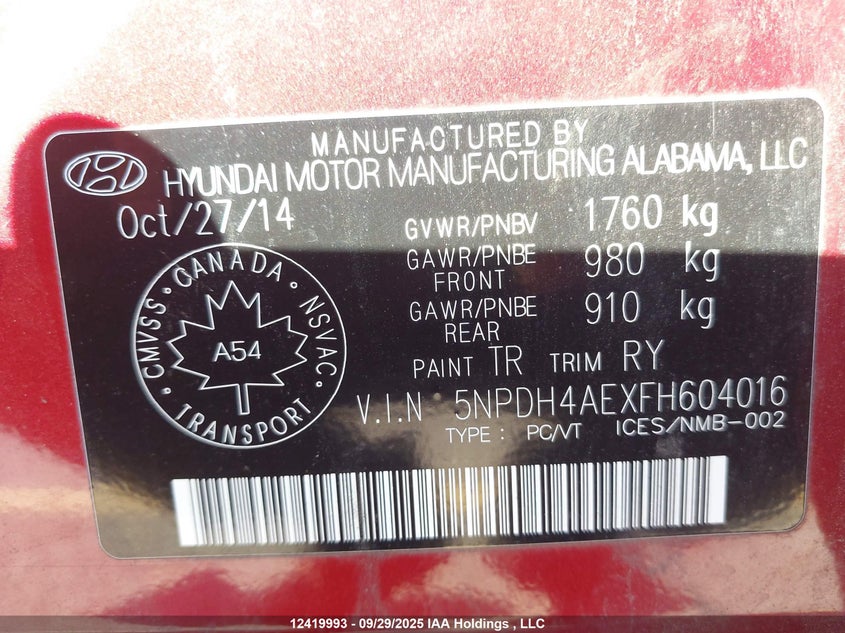 MANUFACTURED BY
HYUNDAI MOTOR MANUFACTURING ALABAMA, LLC
Oct/27/14
GVWR/PNBV 1760 kg
GAWR/PNBE FRONT 980 kg
GAWR/PNBE REAR 910 kg
CANADA
CMVSS
NSVAC
A54
TRANSPORT
PAINT TR TRIM RY
V.I.N 5NPDH4AEXFH604016
TYPE : PC/VT ICES/NMB-002
12419993 - 09/29/2025 IAA Holdings , LLC